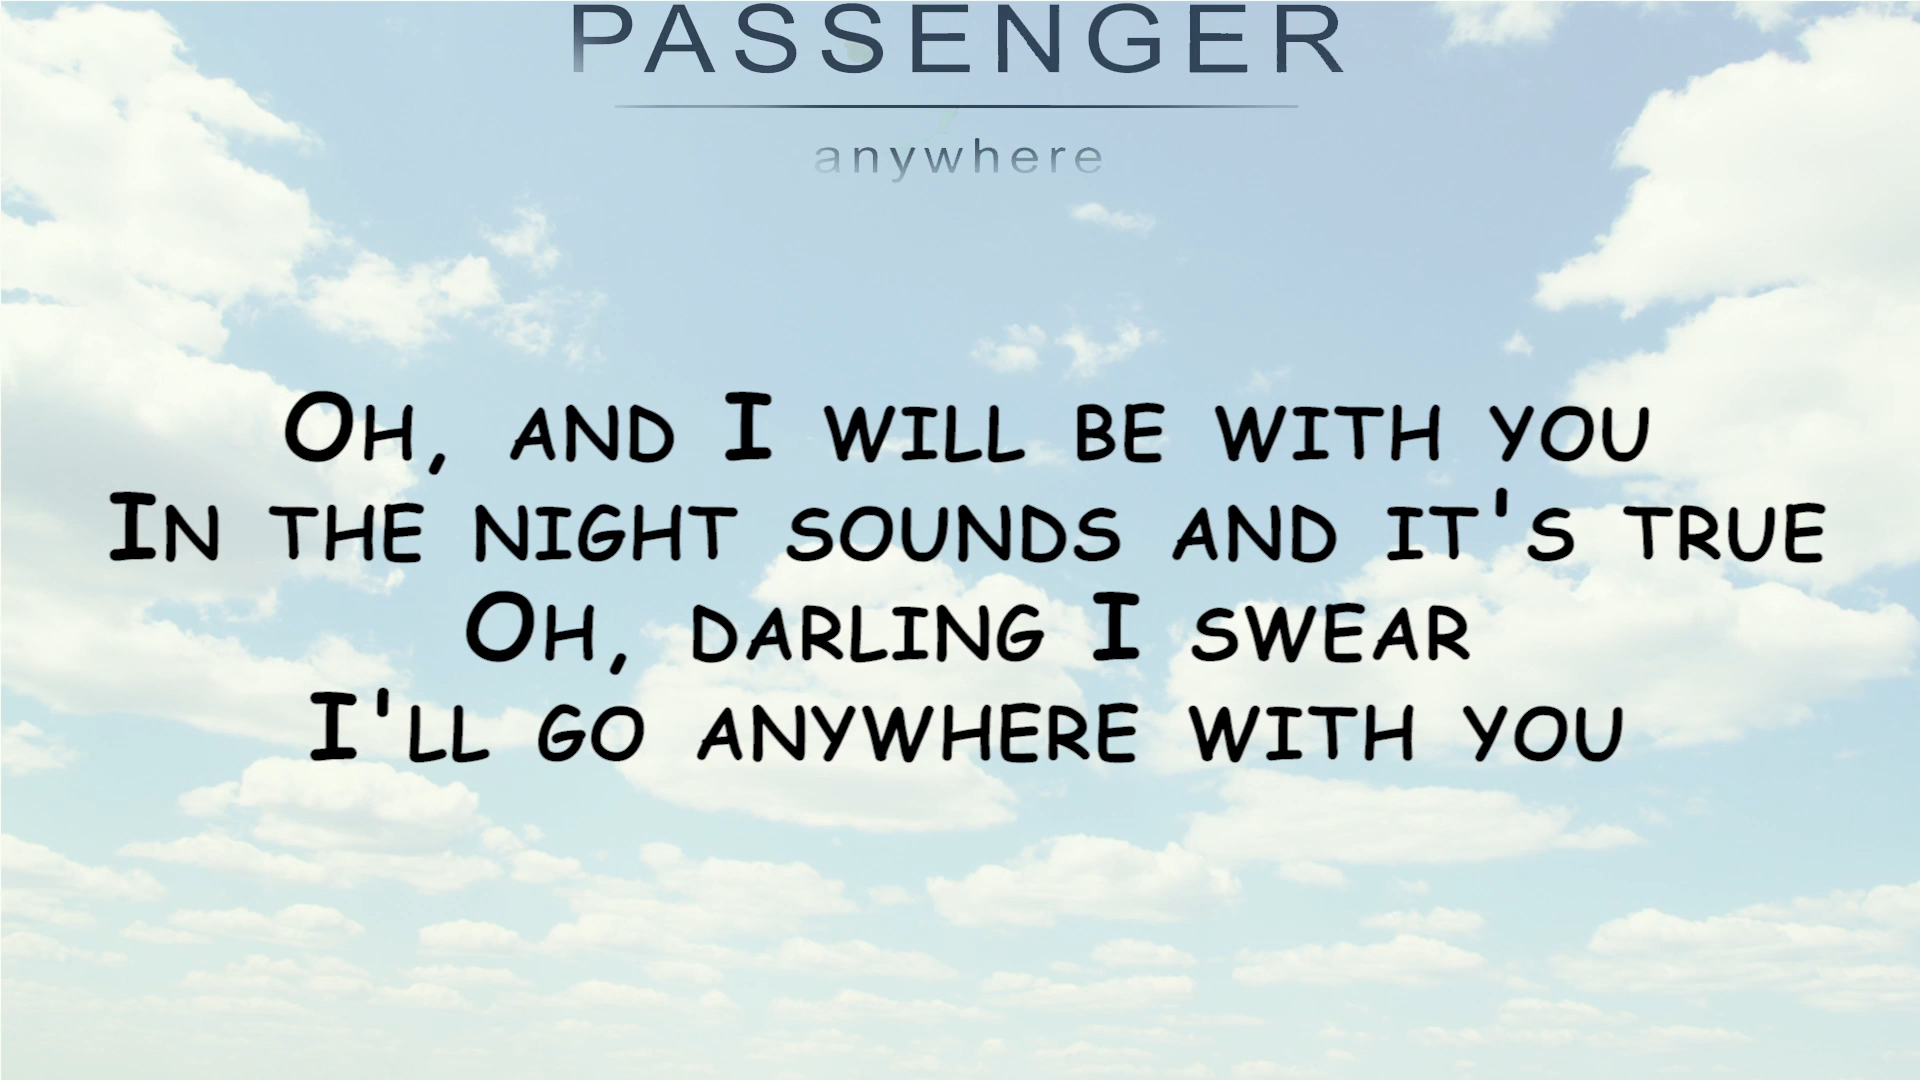 PASSENGER
anywhere
Oh, and I will be with you
In the night sounds and it's true
Oh, darling I swear
I'll go anywhere with you